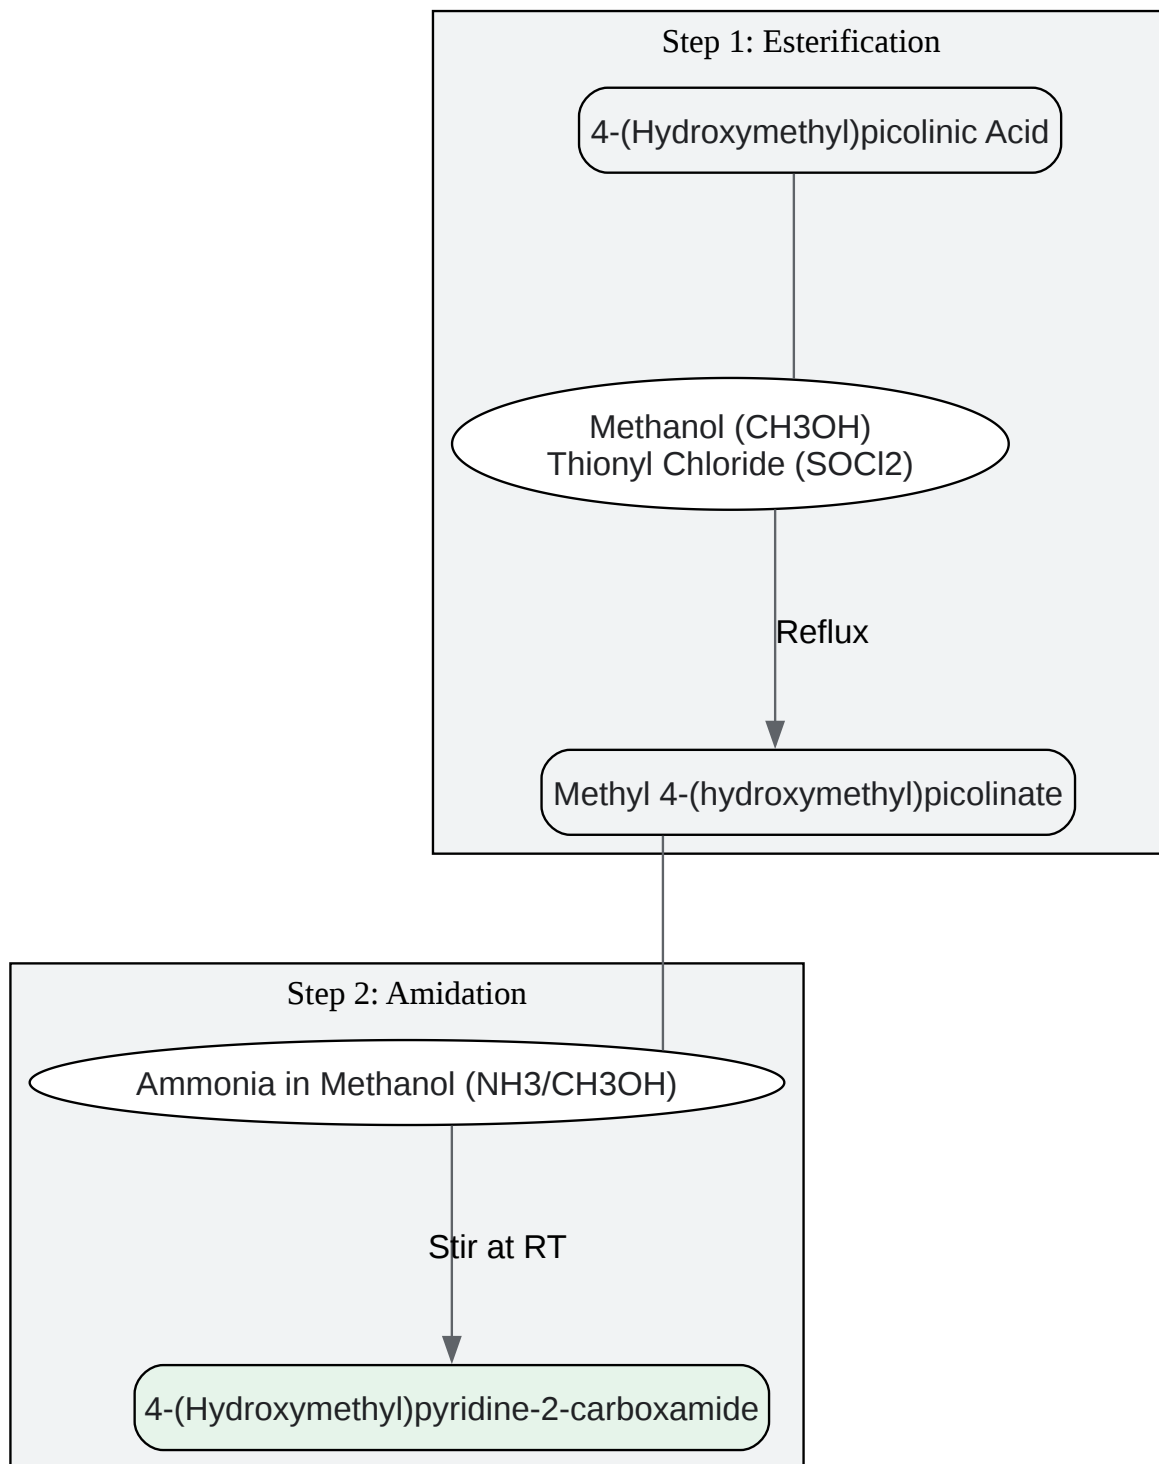 Step 1: Esterification
4-(Hydroxymethyl)picolinic Acid
Methanol (CH3OH)
Thionyl Chloride (SOCl2)
Reflux
Methyl 4-(hydroxymethyl)picolinate
Step 2: Amidation
Ammonia in Methanol (NH3/CH3OH)
Stir at RT
4-(Hydroxymethyl)pyridine-2-carboxamide